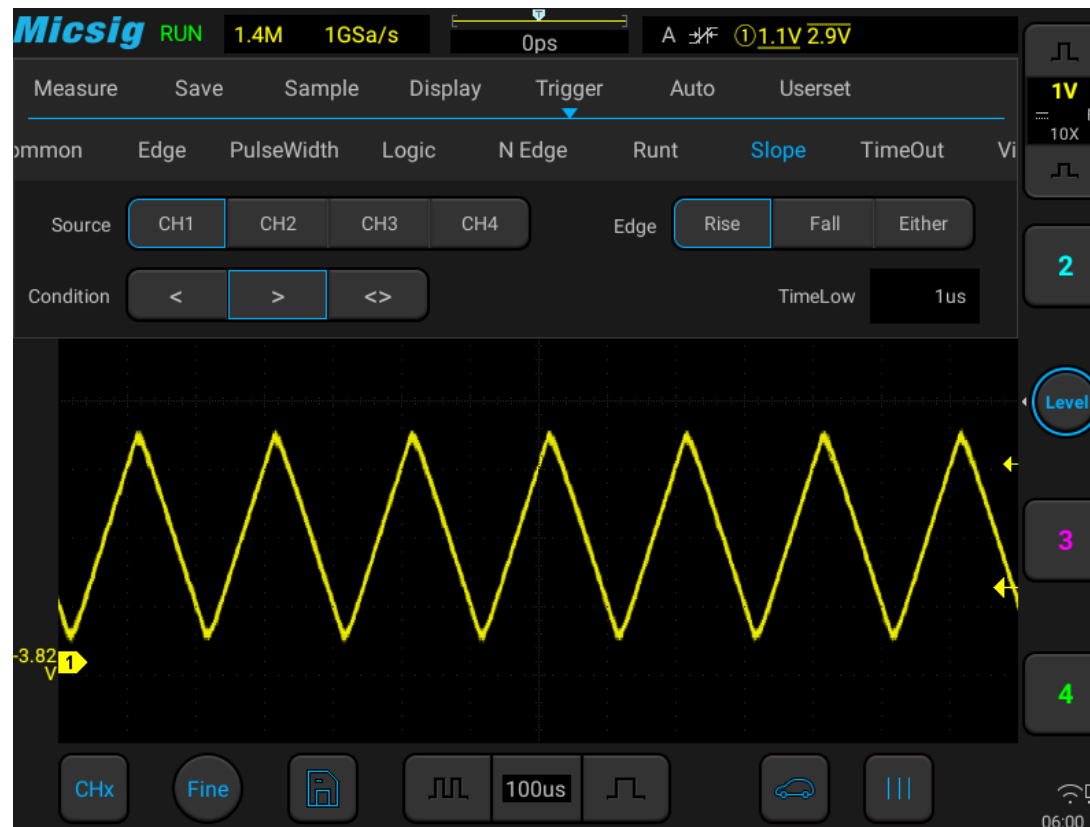 Micsig RUN 1.4M 1GSa/s T 0ps A ①1.1V 2.9V
Measure Save Sample Display Trigger Auto Userset
1V
10X
ommon Edge PulseWidth Logic N Edge Runt Slope TimeOut Vi
Source CH1 CH2 CH3 CH4 Edge Rise Fall Either
2
Condition < > <> TimeLow 1us
Level
3
-3.82
V
1
4
CHx Fine 100us
06:00